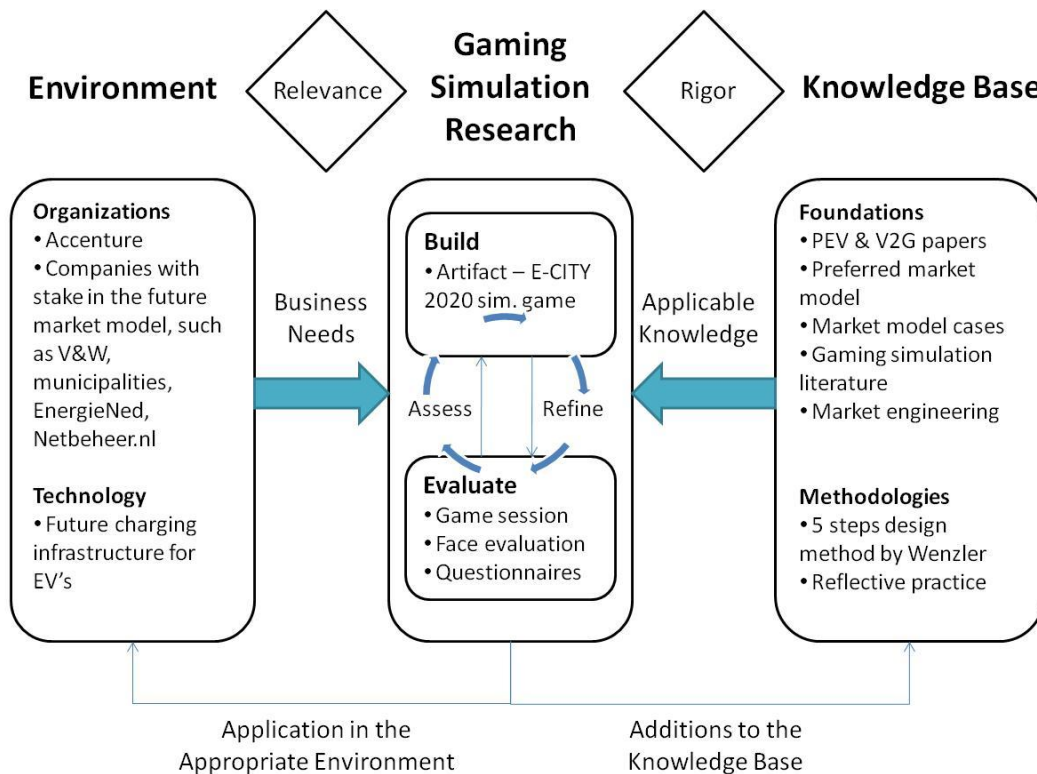 Environment
Relevance
Gaming
Simulation
Research
Rigor
Knowledge Base
Organizations
• Accenture
• Companies with
stake in the future
market model, such
as V&W,
municipalities,
EnergieNed,
Netbeheer.nl
Technology
• Future charging
infrastructure for
EV's
Business
Needs
Build
• Artifact – E-CITY
2020 sim. game
Assess
Refine
Evaluate
• Game session
• Face evaluation
• Questionnaires
Applicable
Knowledge
Foundations
• PEV & V2G papers
• Preferred market
model
• Market model cases
• Gaming simulation
literature
• Market engineering
Methodologies
• 5 steps design
method by Wenzler
• Reflective practice
Application in the
Appropriate Environment
Additions to the
Knowledge Base